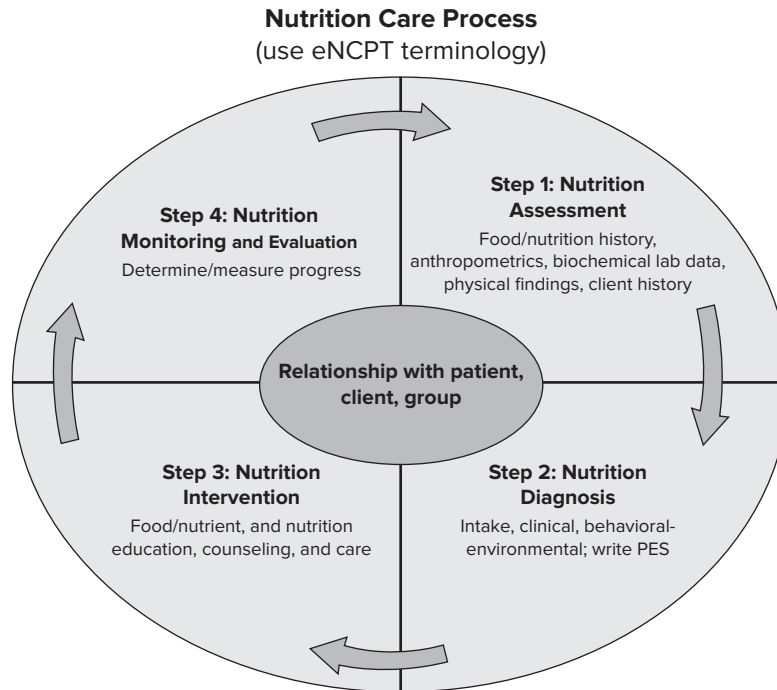 Nutrition Care Process
(use eNCPT terminology)
Step 1: Nutrition
Assessment
Food/nutrition history,
anthropometrics, biochemical lab data,
physical findings, client history
Step 2: Nutrition
Diagnosis
Intake, clinical, behavioral-
environmental; write PES
Step 3: Nutrition
Intervention
Food/nutrient, and nutrition
education, counseling, and care
Step 4: Nutrition
Monitoring and Evaluation
Determine/measure progress
Relationship with patient,
client, group